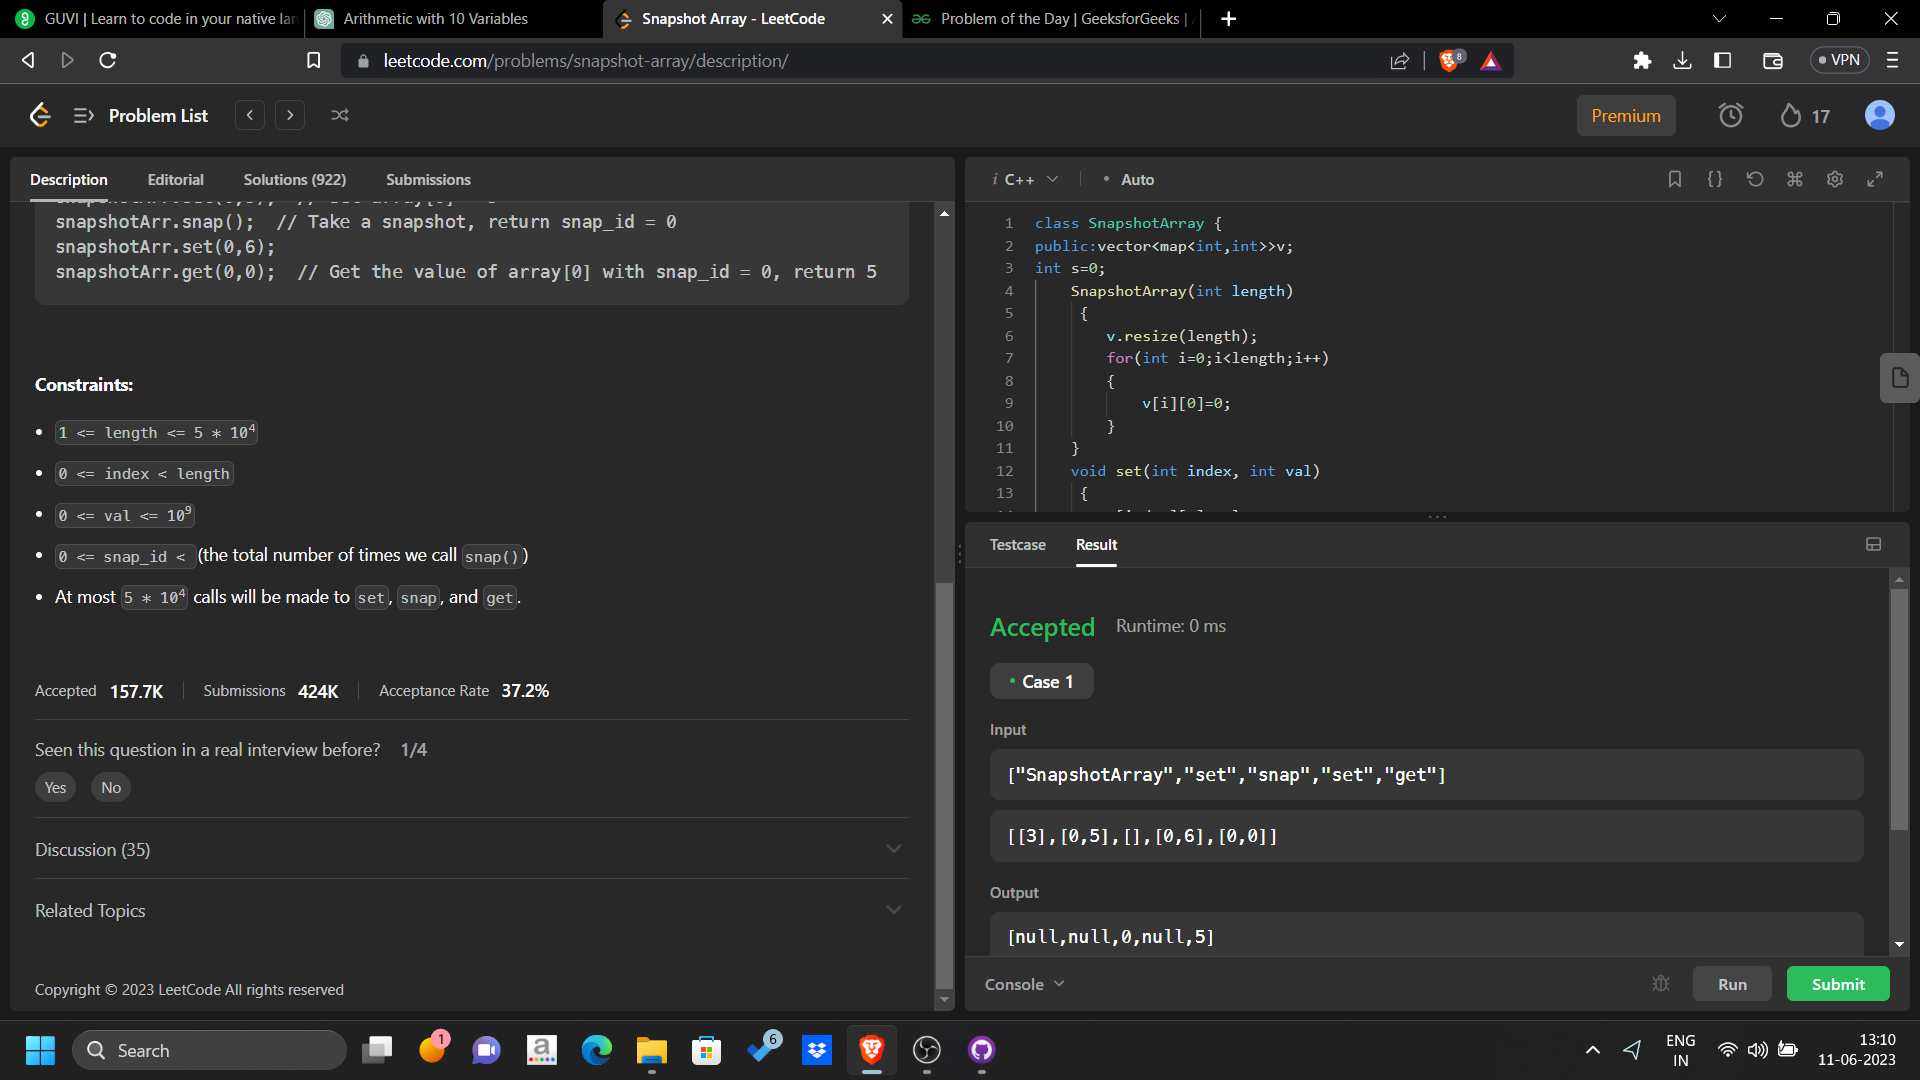 GUVI | Learn to code in your native lan
Arithmetic with 10 Variables
Snapshot Array - LeetCode
Problem of the Day | GeeksforGeeks |
leetcode.com/problems/snapshot-array/description/
8
VPN
Problem List
Premium
17
Description
Editorial
Solutions (922)
Submissions
snapshotArr.snap();  // Take a snapshot, return snap_id = 0
snapshotArr.set(0,6);
snapshotArr.get(0,0);  // Get the value of array[0] with snap_id = 0, return 5
Constraints:
1 <= length <= 5 * 10⁴
0 <= index < length
0 <= val <= 10⁹
0 <= snap_id < (the total number of times we call snap())
At most 5 * 10⁴ calls will be made to set, snap, and get.
Accepted 157.7K
Submissions 424K
Acceptance Rate 37.2%
Seen this question in a real interview before? 1/4
Yes
No
Discussion (35)
Related Topics
Copyright © 2023 LeetCode All rights reserved
i C++
Auto
1 class SnapshotArray {
2 public:vector<map<int,int>>v;
3 int s=0;
4 SnapshotArray(int length)
5 {
6 v.resize(length);
7 for(int i=0;i<length;i++)
8 {
9 v[i][0]=0;
10 }
11 }
12 void set(int index, int val)
13 {
Testcase
Result
Accepted
Runtime: 0 ms
Case 1
Input
["SnapshotArray","set","snap","set","get"]
[[3],[0,5],[],[0,6],[0,0]]
Output
[null,null,0,null,5]
Console
Run
Submit
Search
1
a
6
ENG
IN
13:10
11-06-2023